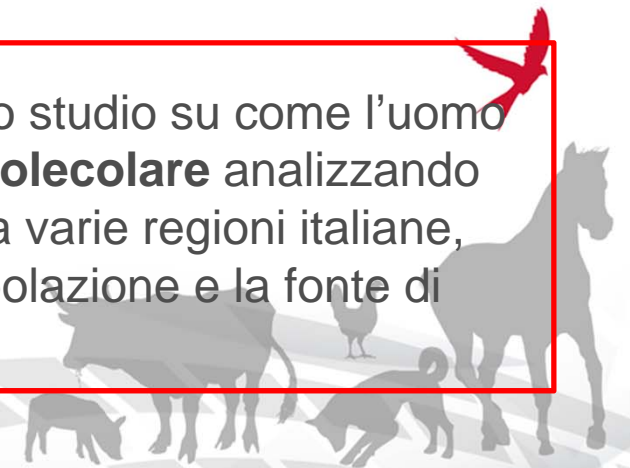 o studio su come l’uomo
olecolare analizzando
a varie regioni italiane,
olazione e la fonte di